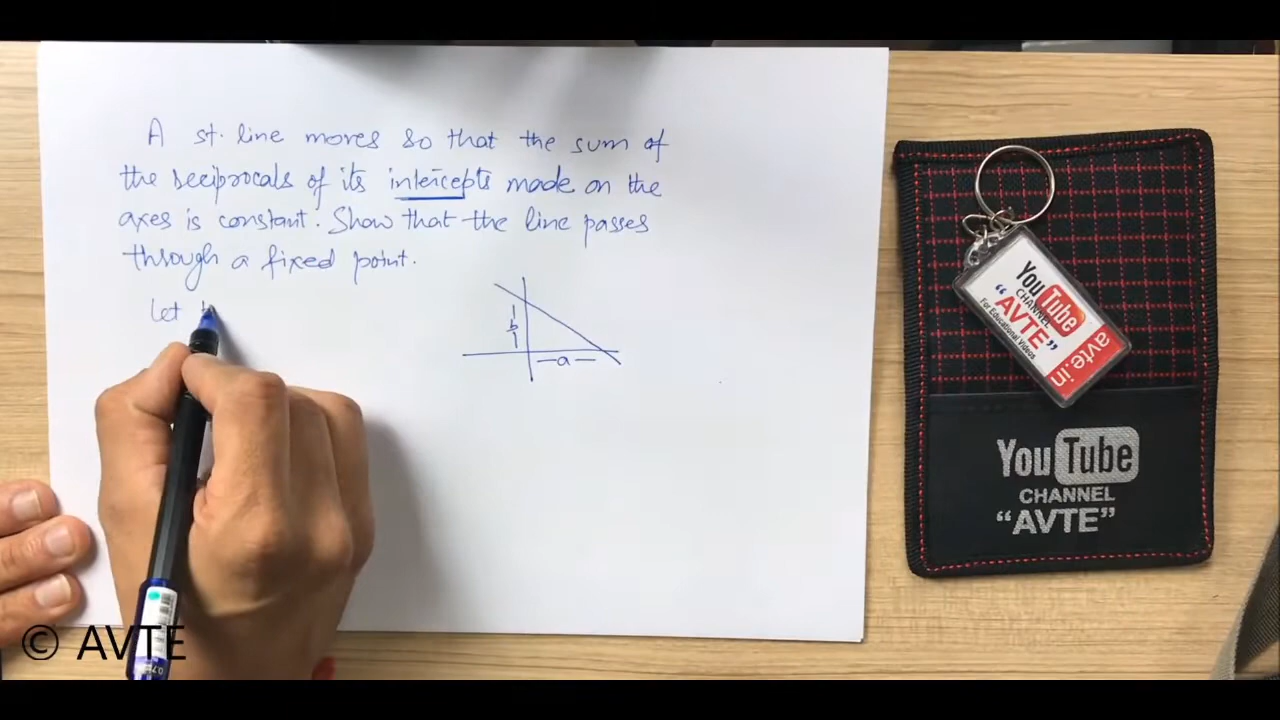 A st. line moves so that the sum of
the reciprocals of its intercepts made on the
axes is constant. Show that the line passes
through a fixed point.
Let
b
a
YouTube
CHANNEL
"AVTE"
For Educational Videos
avte.in
YouTube
CHANNEL
"AVTE"
© AVTE